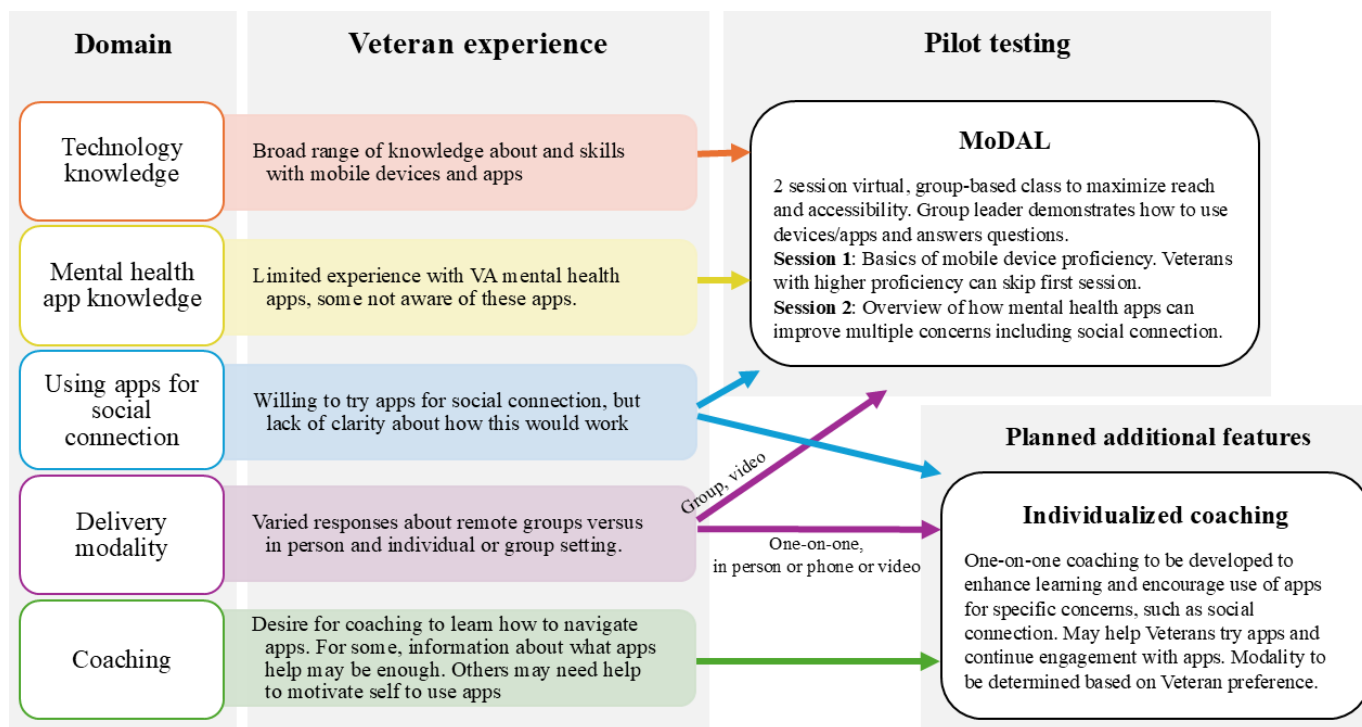 Domain
Veteran experience
Pilot testing
Technology
knowledge
Broad range of knowledge about and skills
with mobile devices and apps
Mental health
app knowledge
Limited experience with VA mental health
apps, some not aware of these apps.
Using apps for
social
connection
Willing to try apps for social connection, but
lack of clarity about how this would work
Delivery
modality
Varied responses about remote groups versus
in person and individual or group setting.
Coaching
Desire for coaching to learn how to navigate
apps. For some, information about what apps
help may be enough. Others may need help
to motivate self to use apps
MoDAL
2 session virtual, group-based class to maximize reach
and accessibility. Group leader demonstrates how to use
devices/apps and answers questions.
Session 1: Basics of mobile device proficiency. Veterans
with higher proficiency can skip first session.
Session 2: Overview of how mental health apps can
improve multiple concerns including social connection.
Group, video
One-on-one,
in person or phone or video
Planned additional features
Individualized coaching
One-on-one coaching to be developed to
enhance learning and encourage use of apps
for specific concerns, such as social
connection. May help Veterans try apps and
continue engagement with apps. Modality to
be determined based on Veteran preference.